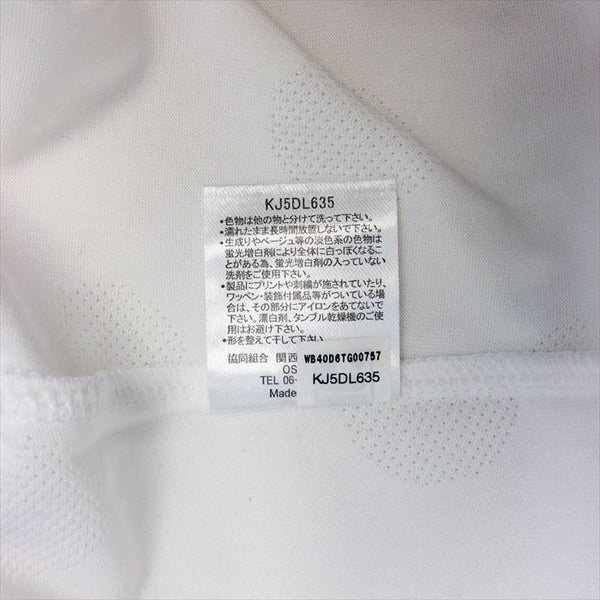 KJ5DL635
•色物は他の物と分けて洗って下さい。
•濡れたまま長時間放置しないで下さい。
•生成りやベージュ等の淡色系の色物は
蛍光増白剤により全体に白っぽくなるこ
とがある為、蛍光増白剤の入っていない
洗剤をご使用下さい。
•製品にプリントや刺繍が施されていたり、
ワッペン・装飾付属品等がついている場合
は、その部分にアイロンをあてないで
下さい。漂白剤、タンブル乾燥機のご使
用はお避け下さい。
•形を整えて干して下さい。
協同組合 関西 WB40D6TG00757
OS
TEL 06- KJ5DL635
Made